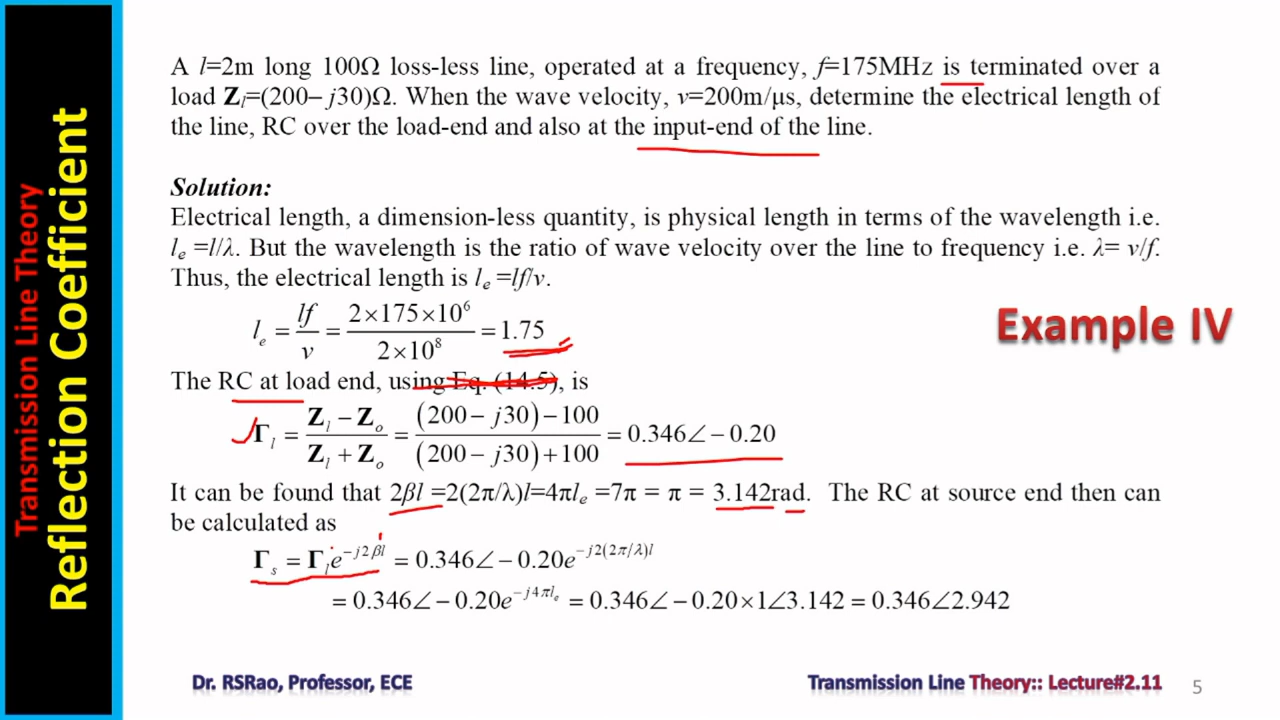 Transmission Line Theory
Reflection Coefficient
A l=2m long 100Ω loss-less line, operated at a frequency, f=175MHz is terminated over a
load Zl=(200– j30)Ω. When the wave velocity, v=200m/μs, determine the electrical length of
the line, RC over the load-end and also at the input-end of the line.
Solution:
Electrical length, a dimension-less quantity, is physical length in terms of the wavelength i.e.
le =l/λ. But the wavelength is the ratio of wave velocity over the line to frequency i.e. λ= v/f.
Thus, the electrical length is le =lf/v.
le = lf/v = 2×175×10⁶/2×10⁸ = 1.75
Example IV
The RC at load end, using Eq. (14.5), is
Γl = Zl − Zo/Zl + Zo = (200 − j30) − 100/(200 − j30) + 100 = 0.346∠ − 0.20
It can be found that 2βl =2(2π/λ)l=4πle =7π = π = 3.142rad. The RC at source end then can
be calculated as
Γs = Γl e^−j2βl = 0.346∠ − 0.20e^−j2(2π/λ)l
= 0.346∠ − 0.20e^−j4πle = 0.346∠ − 0.20×1∠3.142 = 0.346∠2.942
Dr. RSRao, Professor, ECE
Transmission Line Theory:: Lecture#2.11
5